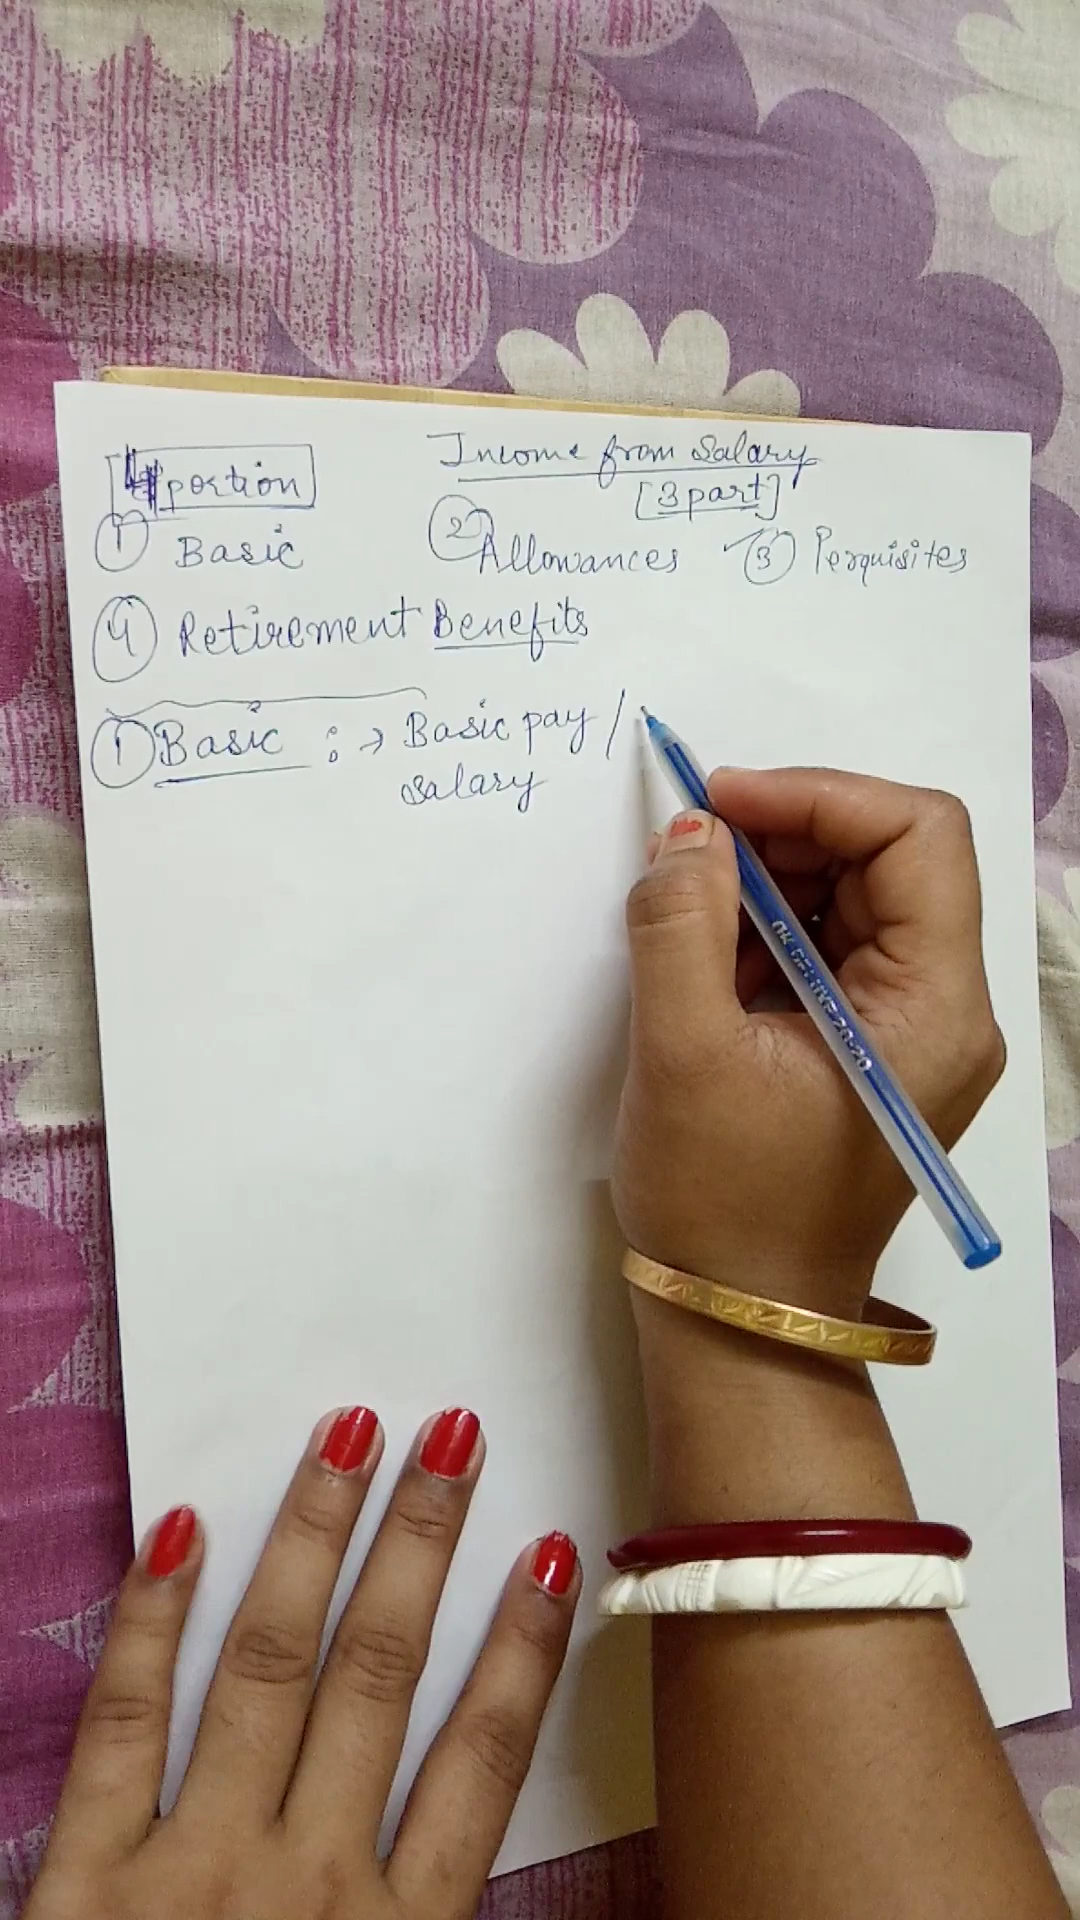 Income from Salary
4 portion
[3 part]
① Basic ② Allowances ③ Perquisites
④ Retirement Benefits
① Basic : → Basic pay /
salary